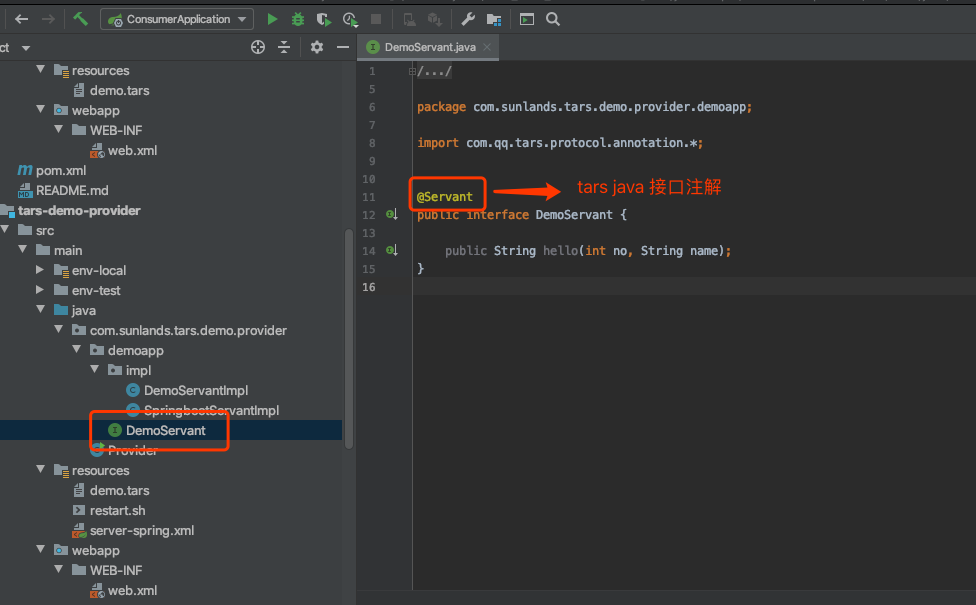 ConsumerApplication
ct
DemoServant.java
resources
demo.tars
webapp
WEB-INF
web.xml
pom.xml
README.md
tars-demo-provider
src
main
env-local
env-test
java
com.sunlands.tars.demo.provider
demoapp
impl
DemoServantImpl
SpringbootServantImpl
DemoServant
Provider
resources
demo.tars
restart.sh
server-spring.xml
webapp
WEB-INF
web.xml
1 /.../
5
6 package com.sunlands.tars.demo.provider.demoapp;
7
8 import com.qq.tars.protocol.annotation.*;
9
10
11 @Servant
tars java 接口注解
12 public interface DemoServant {
13
14 public String hello(int no, String name);
15 }
16